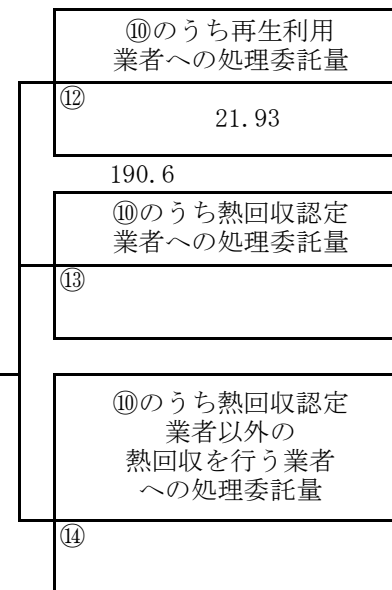 ⑩のうち再生利用
業者への処理委託量
⑫
21.93
190.6
⑩のうち熱回収認定
業者への処理委託量
⑬
⑩のうち熱回収認定
業者以外の
熱回収を行う業者
への処理委託量
⑭